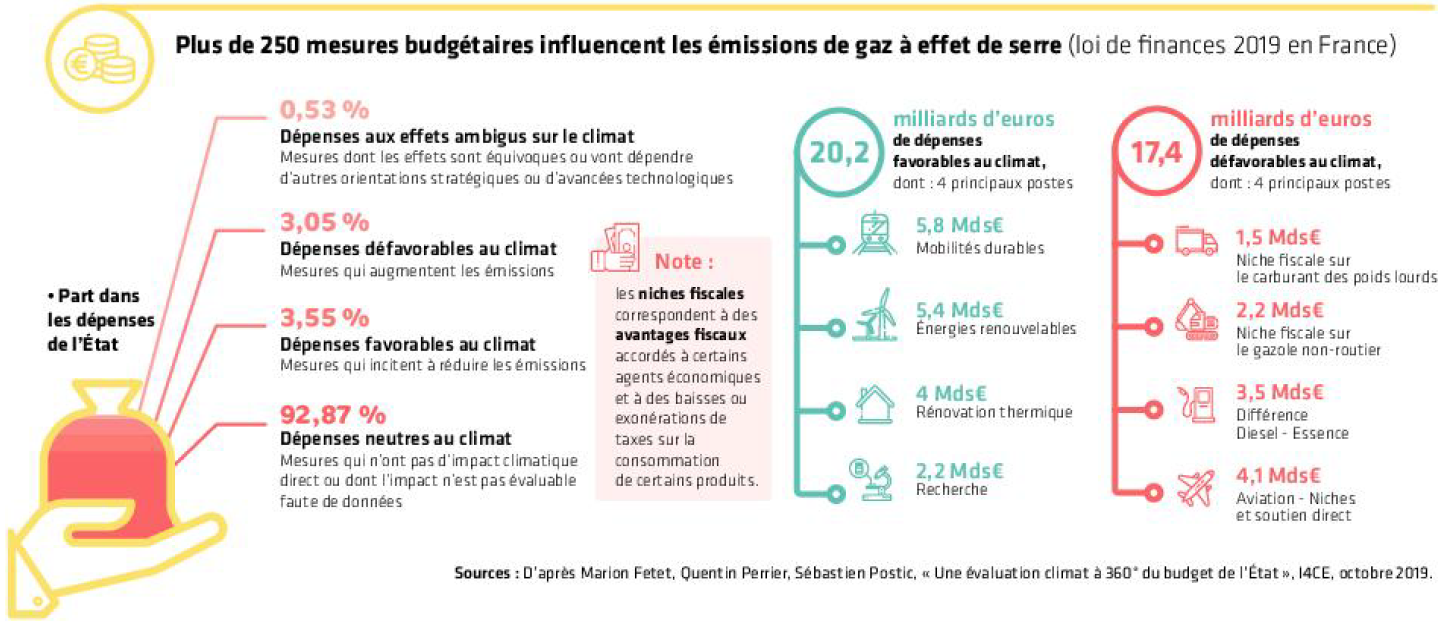 Plus de 250 mesures budgétaires influencent les émissions de gaz à effet de serre (loi de finances 2019 en France)
• Part dans
les dépenses
de l'État
0,53 %
Dépenses aux effets ambigus sur le climat
Mesures dont les effets sont équivoques ou vont dépendre
d'autres orientations stratégiques ou d'avancées technologiques
3,05 %
Dépenses défavorables au climat
Mesures qui augmentent les émissions
3,55 %
Dépenses favorables au climat
Mesures qui incitent à réduire les émissions
92,87 %
Dépenses neutres au climat
Mesures qui n'ont pas d'impact climatique
direct ou dont l'impact n'est pas évaluable
faute de données
Note :
les niches fiscales
correspondent à des
avantages fiscaux
accordés à certains
agents économiques
et à des baisses ou
exonérations de
taxes sur la
consommation
de certains produits.
20,2
milliards d'euros
de dépenses
favorables au climat,
dont : 4 principaux postes
5,8 Mds€
Mobilités durables
5,4 Mds€
Énergies renouvelables
4 Mds€
Rénovation thermique
2,2 Mds€
Recherche
17,4
milliards d'euros
de dépenses
défavorables au climat,
dont : 4 principaux postes
1,5 Mds€
Niche fiscale sur
le carburant des poids lourds
2,2 Mds€
Niche fiscale sur
le gazole non-routier
3,5 Mds€
Différence
Diesel - Essence
4,1 Mds€
Aviation - Niches
et soutien direct
Sources : D'après Marion Fetet, Quentin Perrier, Sébastien Postic, « Une évaluation climat à 360° du budget de l'État », I4CE, octobre 2019.